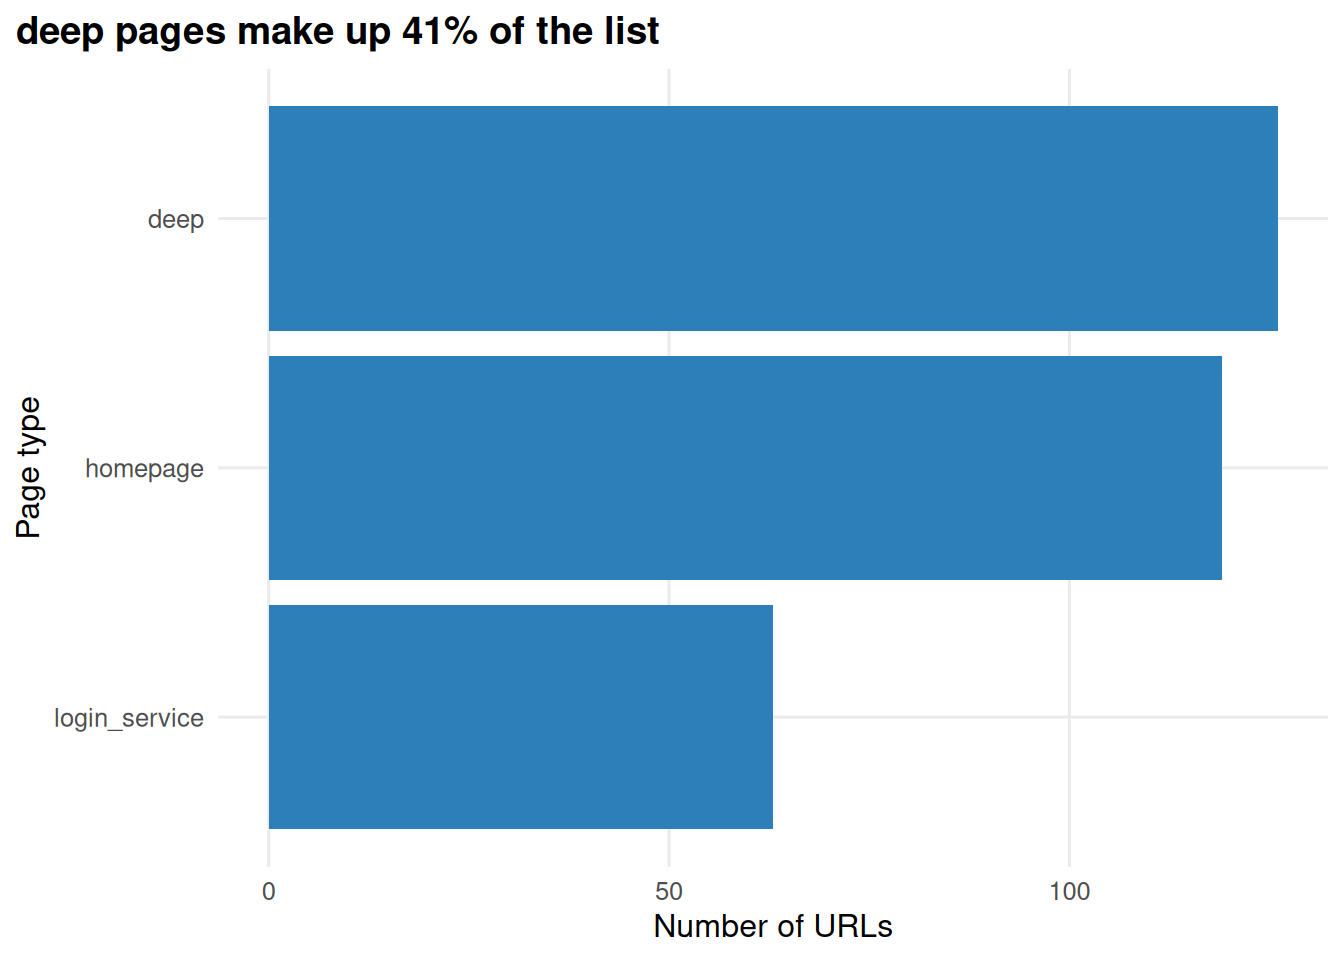 deep pages make up 41% of the list
deep
homepage
login_service
Page type
0
50
100
Number of URLs